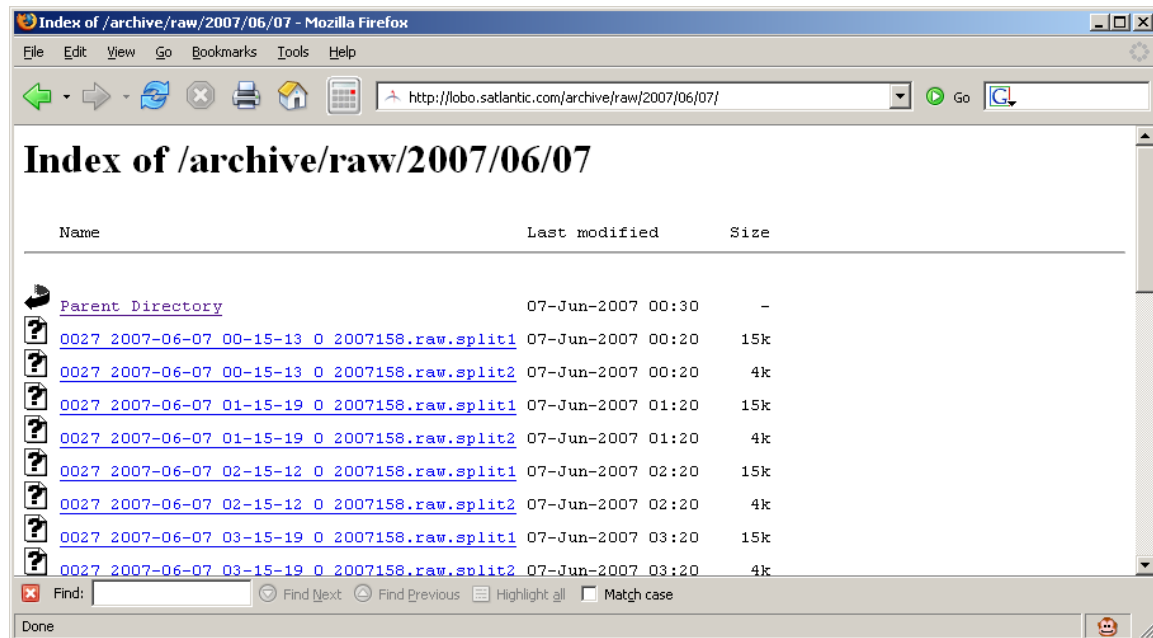 Index of /archive/raw/2007/06/07 - Mozilla Firefox
File Edit View Go Bookmarks Tools Help
http://lobo.satlantic.com/archive/raw/2007/06/07/ Go G
Index of /archive/raw/2007/06/07
Name Last modified Size
Parent Directory 07-Jun-2007 00:30 -
0027 2007-06-07 00-15-13 0 2007158.raw.split1 07-Jun-2007 00:20 15k
0027 2007-06-07 00-15-13 0 2007158.raw.split2 07-Jun-2007 00:20 4k
0027 2007-06-07 01-15-19 0 2007158.raw.split1 07-Jun-2007 01:20 15k
0027 2007-06-07 01-15-19 0 2007158.raw.split2 07-Jun-2007 01:20 4k
0027 2007-06-07 02-15-12 0 2007158.raw.split1 07-Jun-2007 02:20 15k
0027 2007-06-07 02-15-12 0 2007158.raw.split2 07-Jun-2007 02:20 4k
0027 2007-06-07 03-15-19 0 2007158.raw.split1 07-Jun-2007 03:20 15k
0027 2007-06-07 03-15-19 0 2007158.raw.split2 07-Jun-2007 03:20 4k
Find: Find Next Find Previous Highlight all Match case
Done